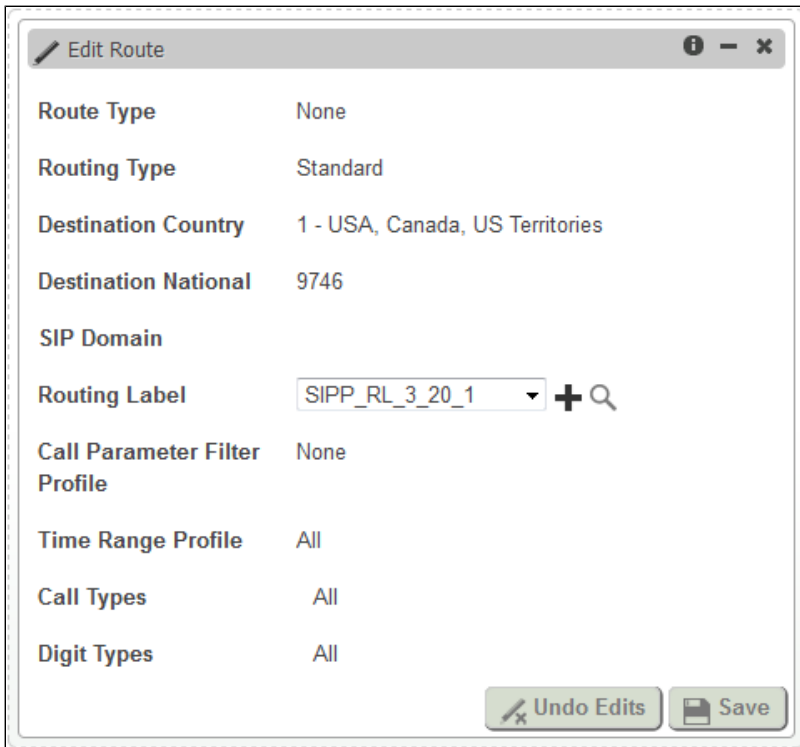 Edit Route
Route Type None
Routing Type Standard
Destination Country 1 - USA, Canada, US Territories
Destination National 9746
SIP Domain
Routing Label SIPP_RL_3_20_1
Call Parameter Filter None
Profile
Time Range Profile All
Call Types All
Digit Types All
Undo Edits Save